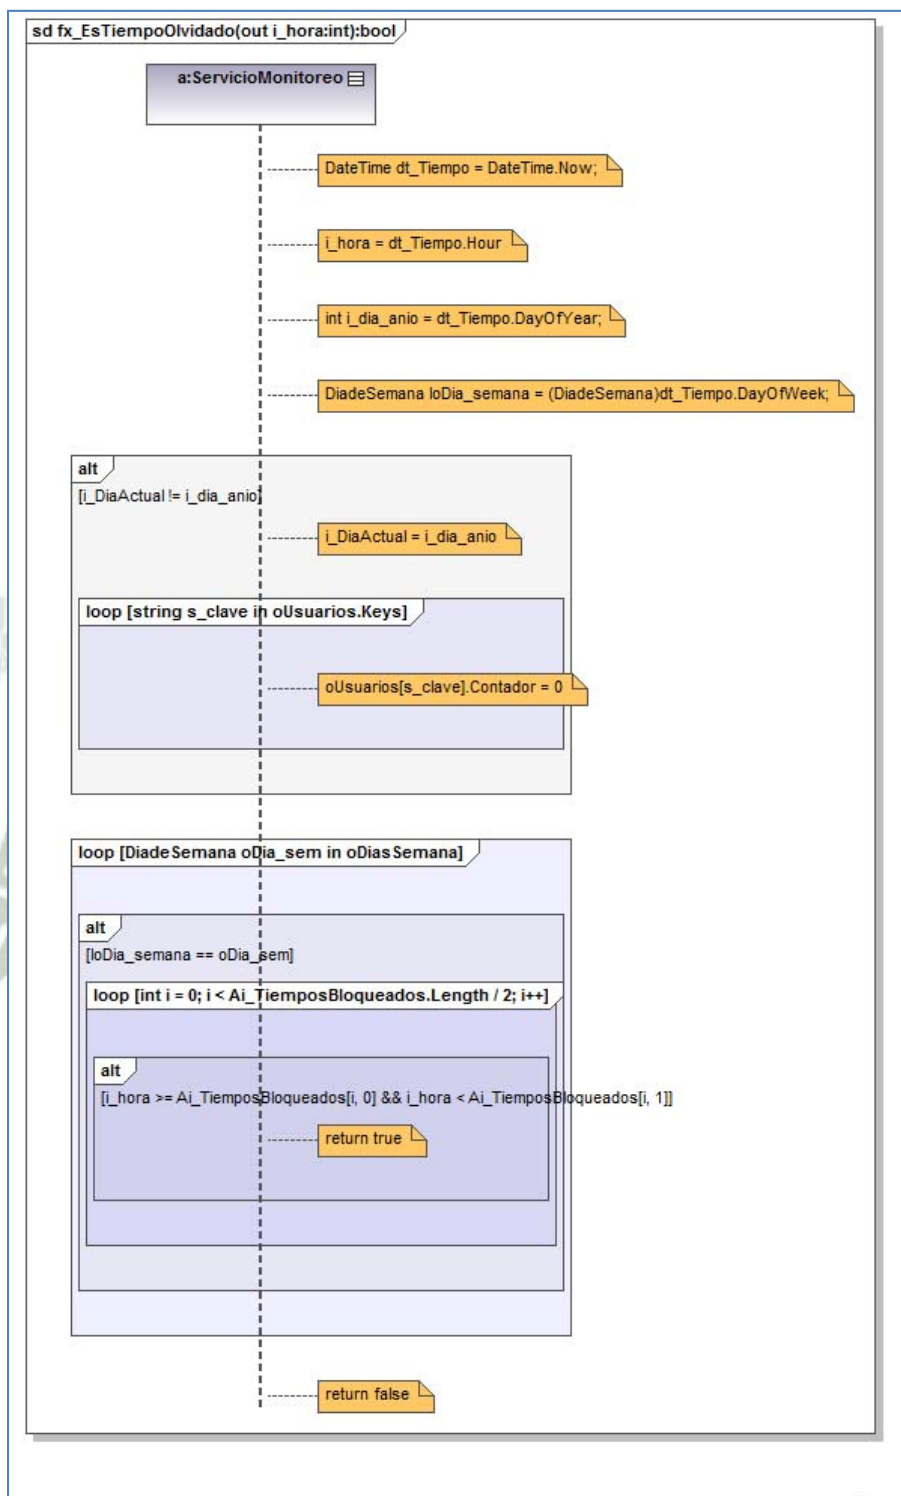 sd fx_EsTiempoOlvidado(out i_hora:int):bool
a:ServicioMonitoreo
DateTime dt_Tiempo = DateTime.Now;
i_hora = dt_Tiempo.Hour
int i_dia_anio = dt_Tiempo.DayOfYear;
DiadeSemana loDia_semana = (DiadeSemana)dt_Tiempo.DayOfWeek;
alt
[i_DiaActual != i_dia_anio]
i_DiaActual = i_dia_anio
loop [string s_clave in oUsuarios.Keys]
oUsuarios[s_clave].Contador = 0
loop [DiadeSemana oDia_sem in oDiasSemana]
alt
[loDia_semana == oDia_sem]
loop [int i = 0; i < Ai_TiemposBloqueados.Length / 2; i++]
alt
[i_hora >= Ai_TiemposBloqueados[i, 0] && i_hora < Ai_TiemposBloqueados[i, 1]]
return true
return false